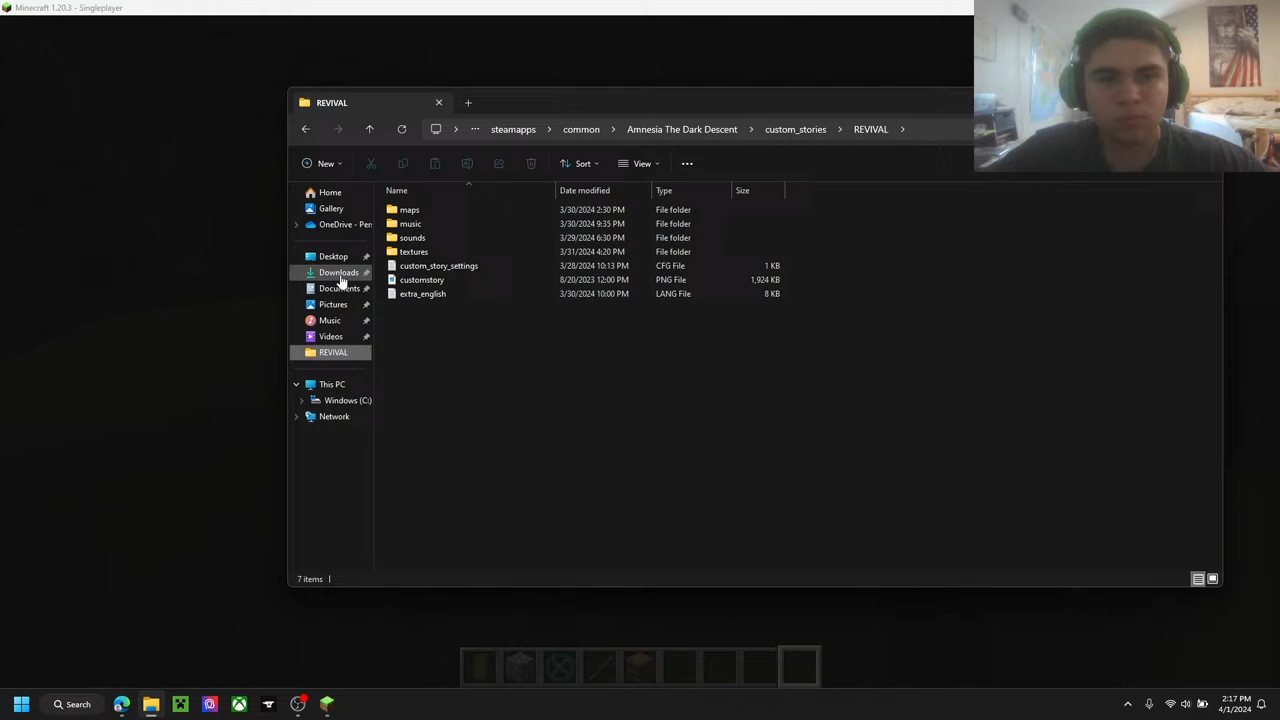 Minecraft 1.20.3 - Singleplayer
REVIVAL
steamapps
common
Amnesia The Dark Descent
custom_stories
REVIVAL
New
Sort
View
Home
Gallery
OneDrive - Pers
Desktop
Downloads
Documents
Pictures
Music
Videos
REVIVAL
This PC
Windows (C:)
Network
Name Date modified Type Size
maps 3/30/2024 2:30 PM File folder
music 3/30/2024 9:35 PM File folder
sounds 3/29/2024 6:30 PM File folder
textures 3/31/2024 4:20 PM File folder
custom_story_settings 3/28/2024 10:13 PM CFG File 1 KB
customstory 8/20/2023 12:00 PM PNG File 1,924 KB
extra_english 3/30/2024 10:00 PM LANG File 8 KB
7 items
Search
2:17 PM
4/1/2024